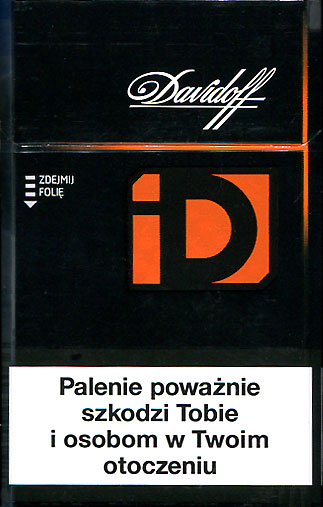 Davidoff
ZDEJMIJ
FOLIĘ
iD
Palenie poważnie
szkodzi Tobie
i osobom w Twoim
otoczeniu